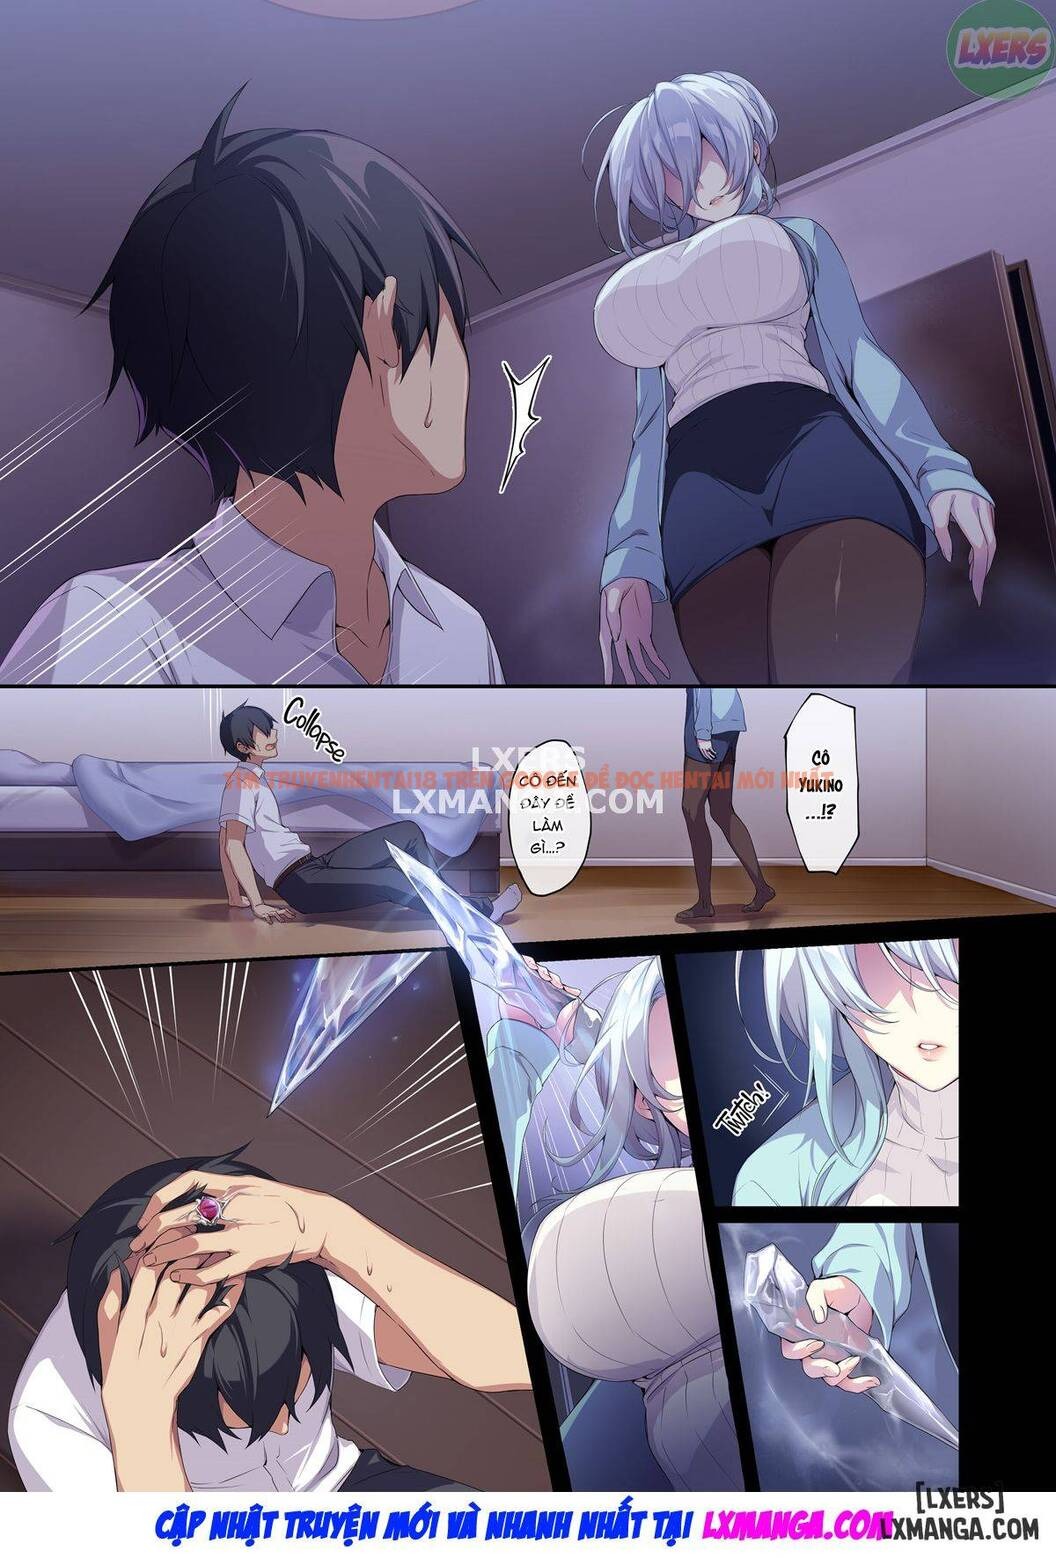 LXERS
Collapse
CÔ
YUKINO
...!?
CÔ ĐẾN
ĐÂY ĐỂ
LÀM
GÌ...?
LXERS
TÌM TRUYENHENTAI18 TRÊN GOOGLE ĐỂ ĐỌC HENTAI MỚI NHẤT
LXMANGA.COM
Twitch!
[LXERS]
CẬP NHẬT TRUYỆN MỚI VÀ NHANH NHẤT TẠI LXMANGA.COM
LXMANGA.COM